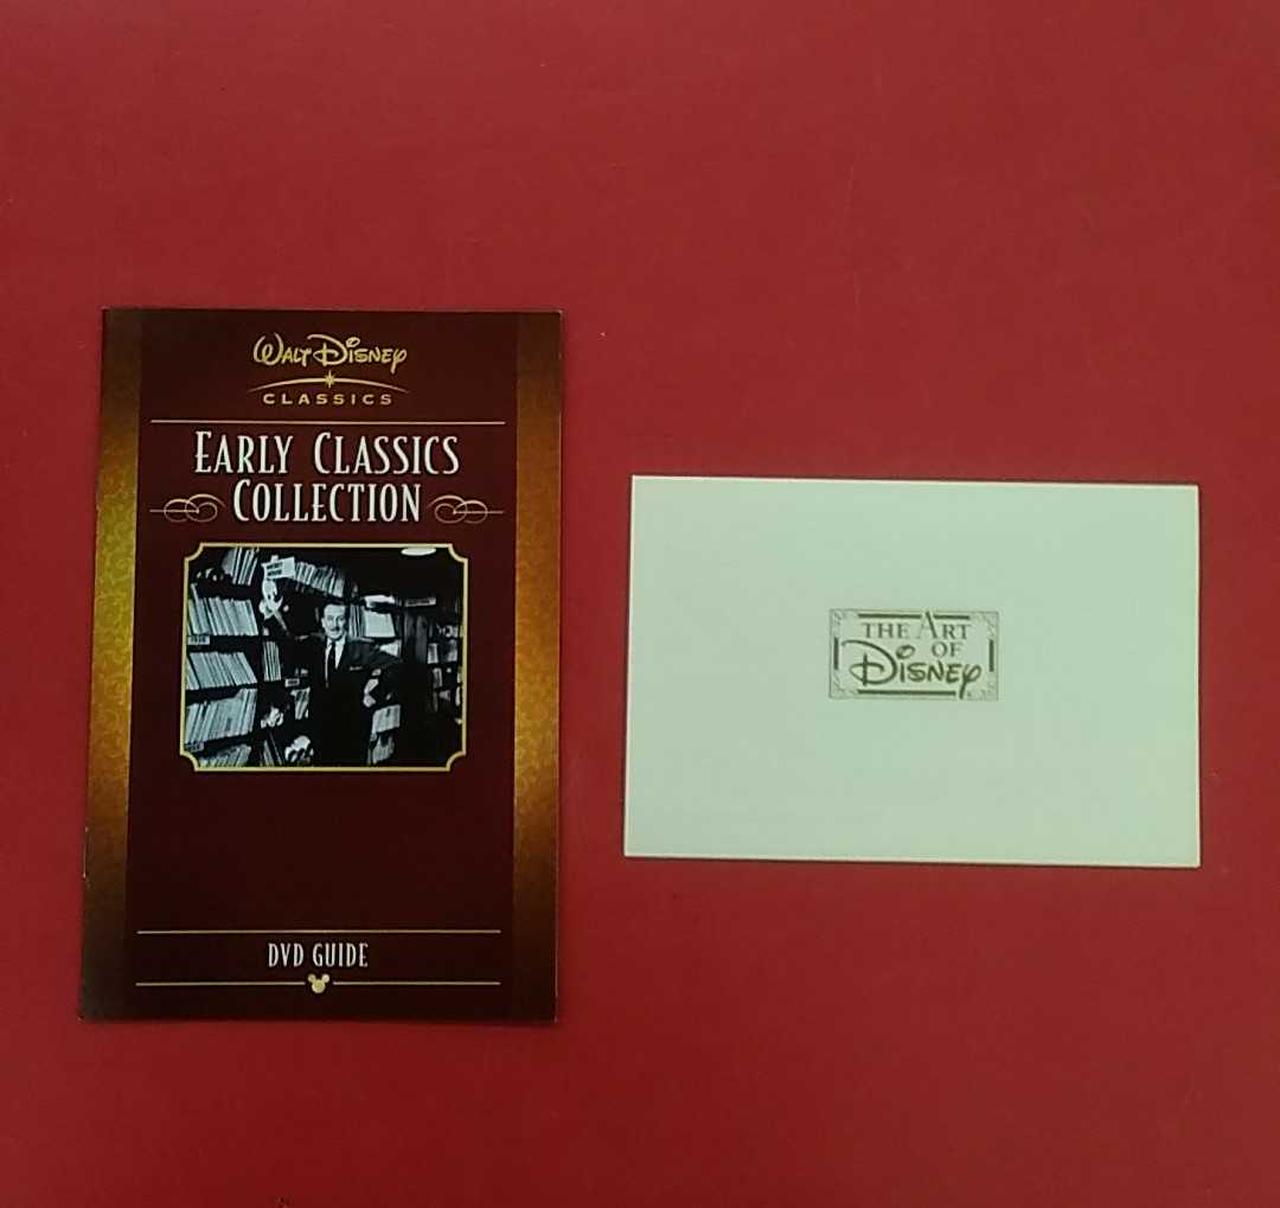 WALT DISNEY
CLASSICS
EARLY CLASSICS
COLLECTION
DVD GUIDE
THE ART
OF
DISNEY